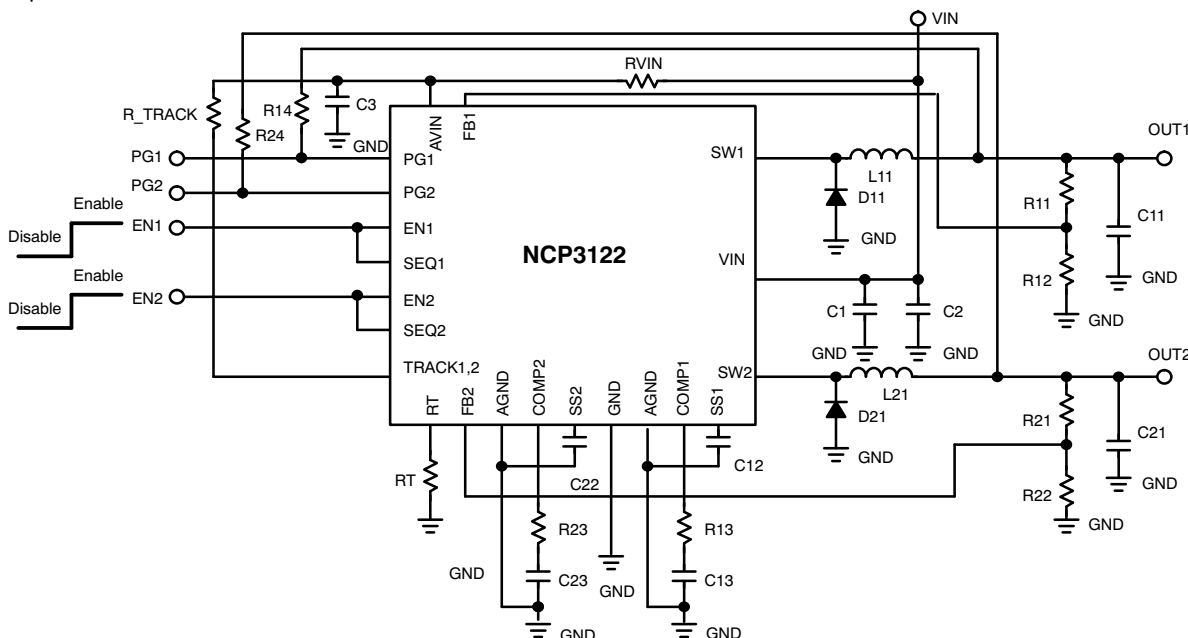 VIN
RVIN
R_TRACK
R14
C3
R24
GND
AVIN
FB1
OUT1
PG1
PG1
SW1
L11
PG2
PG2
D11
R11
C11
Enable
EN1
EN1
GND
Disable
SEQ1
NCP3122
VIN
R12
GND
Enable
EN2
EN2
C1
C2
GND
Disable
SEQ2
GND
GND
OUT2
TRACK1,2
SW2
L21
RT
FB2
AGND
COMP2
SS2
GND
AGND
COMP1
SS1
D21
R21
C21
GND
C12
RT
C22
R22
GND
GND
R23
R13
GND
C23
GND
C13
GND
GND